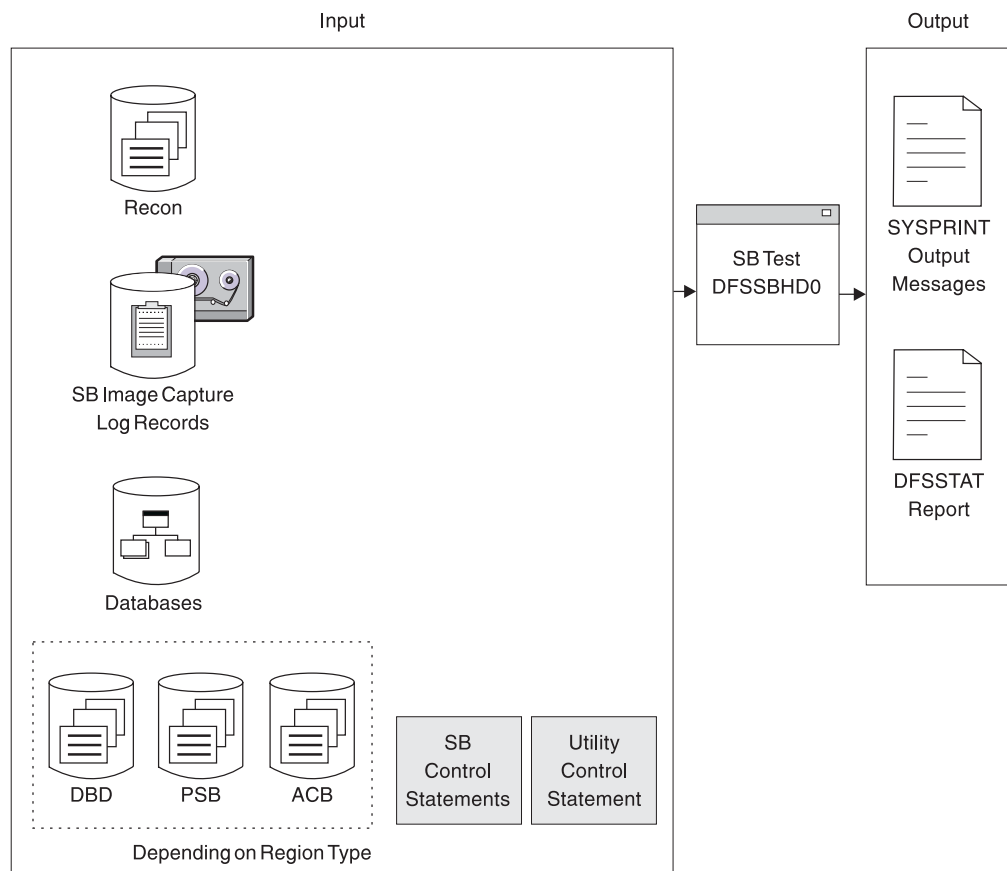 Input
Output
Recon
SB Image Capture
Log Records
Databases
DBD
PSB
ACB
Depending on Region Type
SB
Control
Statements
Utility
Control
Statement
SB Test
DFSSBHD0
SYSPRINT
Output
Messages
DFSSTAT
Report